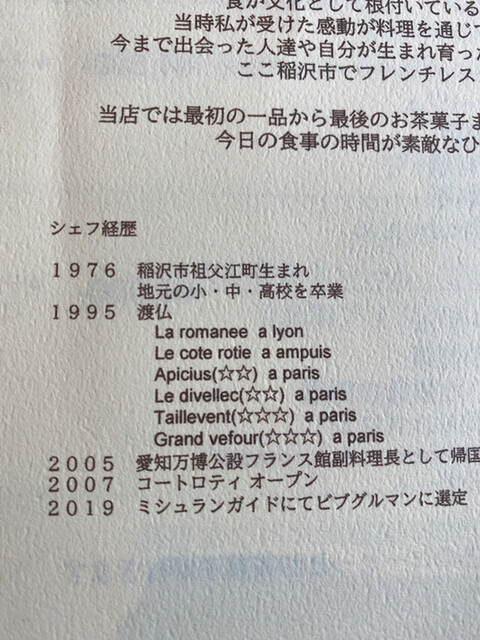 食が文化として根付いている
当時私が受けた感動が料理を通じ
今まで出会った人達や自分が生まれ育った
ここ稲沢市でフレンチレス
当店では最初の一品から最後のお茶菓子ま
今日の食事の時間が素敵なひ
シェフ経歴
1976 稲沢市祖父江町生まれ
地元の小・中・高校を卒業
1995 渡仏
La romanee a lyon
Le cote rotie a ampuis
Apicius(☆☆) a paris
Le divellec(☆☆) a paris
Taillevent(☆☆☆) a paris
Grand vefour(☆☆☆) a paris
2005 愛知万博公設フランス館副料理長として帰国
2007 コートロティ オープン
2019 ミシュランガイドにてビブグルマンに選定